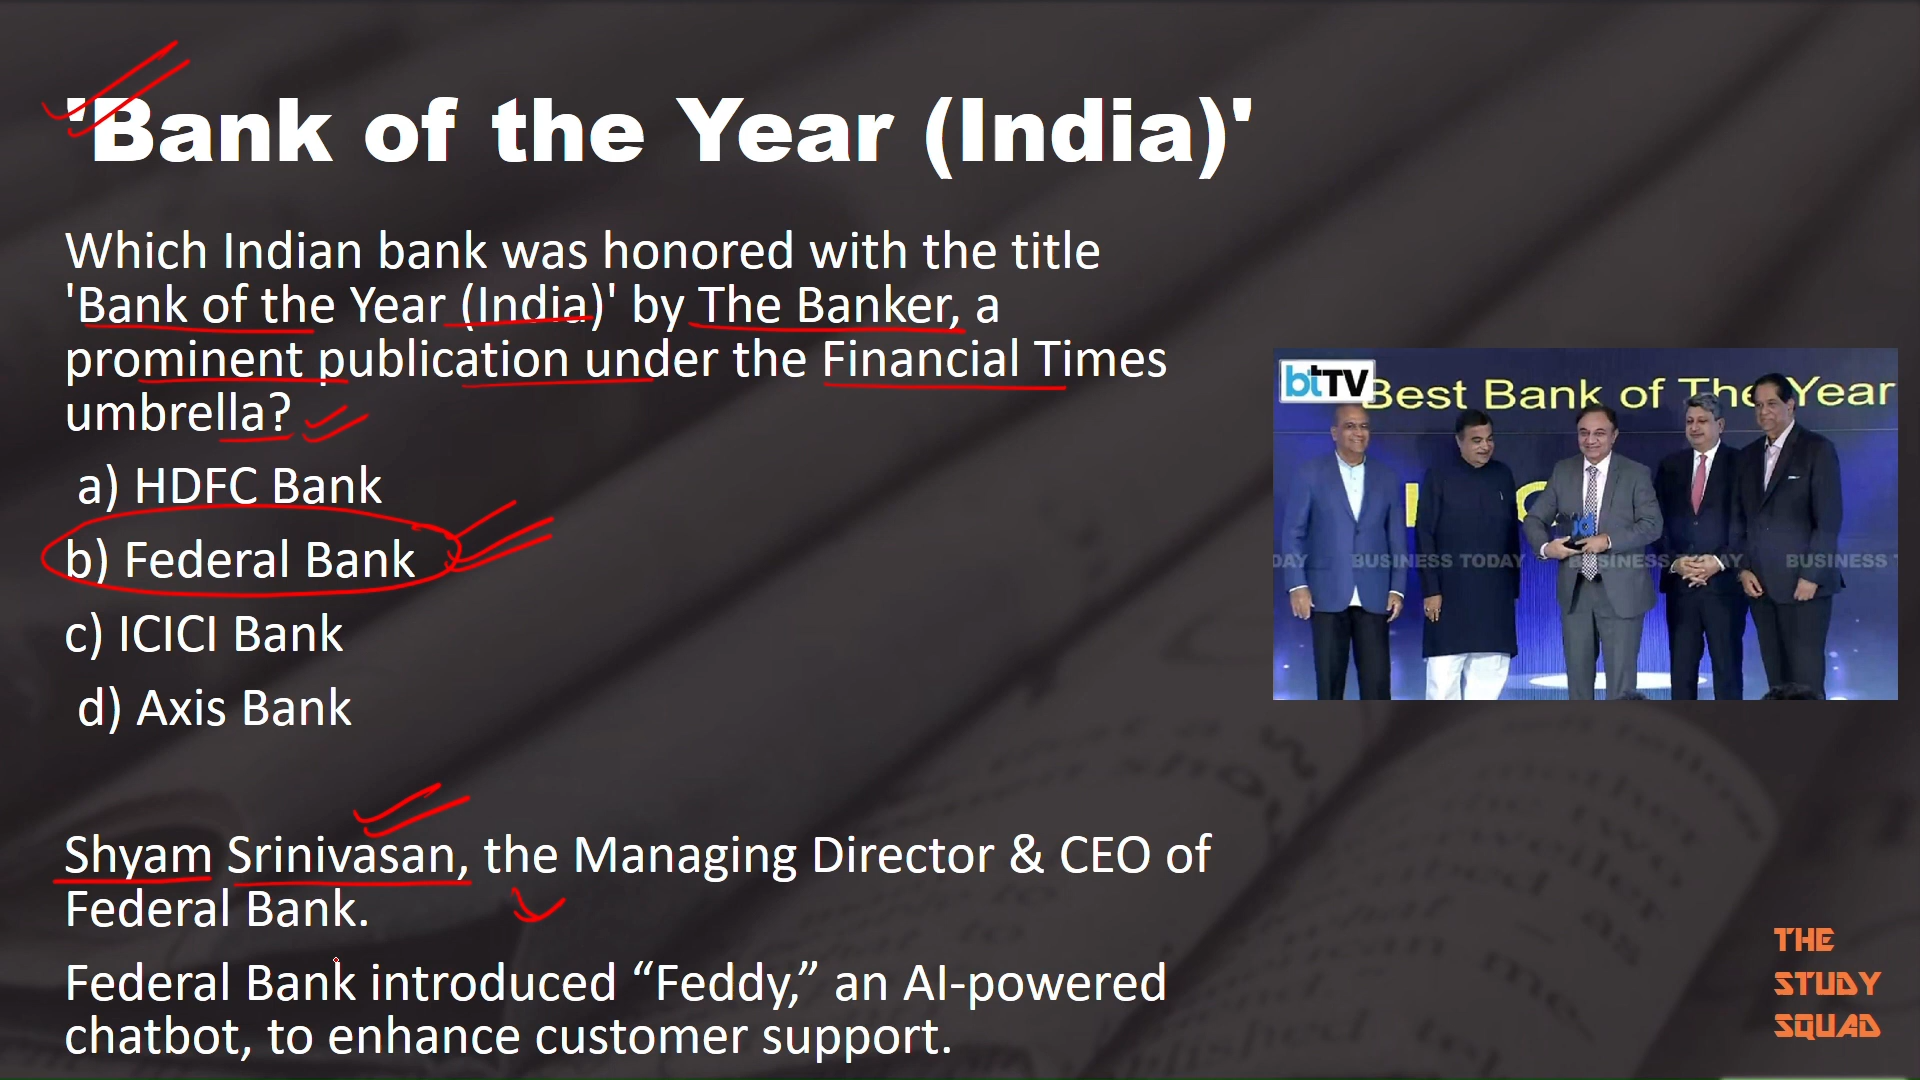 'Bank of the Year (India)'
Which Indian bank was honored with the title
'Bank of the Year (India)' by The Banker, a
prominent publication under the Financial Times
umbrella?
a) HDFC Bank
b) Federal Bank
c) ICICI Bank
d) Axis Bank
btTV
Best Bank of The Year
BUSINESS TODAY
BUSINESS TODAY
BUSINESS
Shyam Srinivasan, the Managing Director & CEO of
Federal Bank.
Federal Bank introduced “Feddy,” an AI-powered
chatbot, to enhance customer support.
THE
STUDY
SQUAD